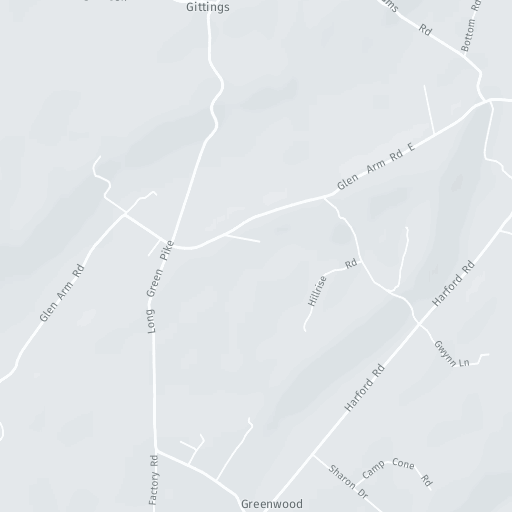 Gittings
Rd
Bottom Rd
Glen Arm Rd E
Glen Arm Rd
Long Green Pike
Hillrise Rd
Harford Rd
Gwynn Ln
Harford Rd
Factory Rd
Sharon Dr
Camp Cone Rd
Greenwood